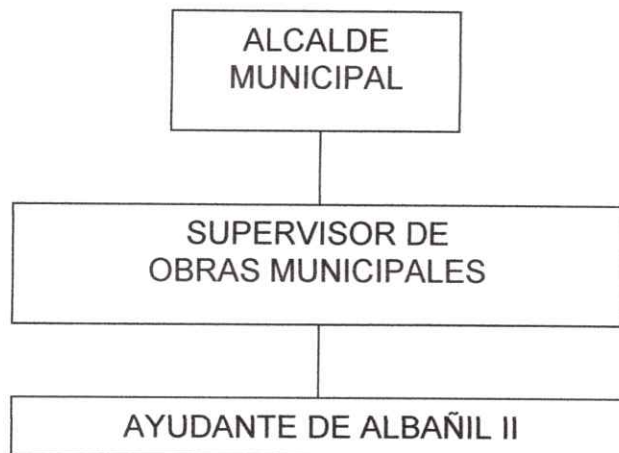 ALCALDE
MUNICIPAL
SUPERVISOR DE
OBRAS MUNICIPALES
AYUDANTE DE ALBAÑIL II